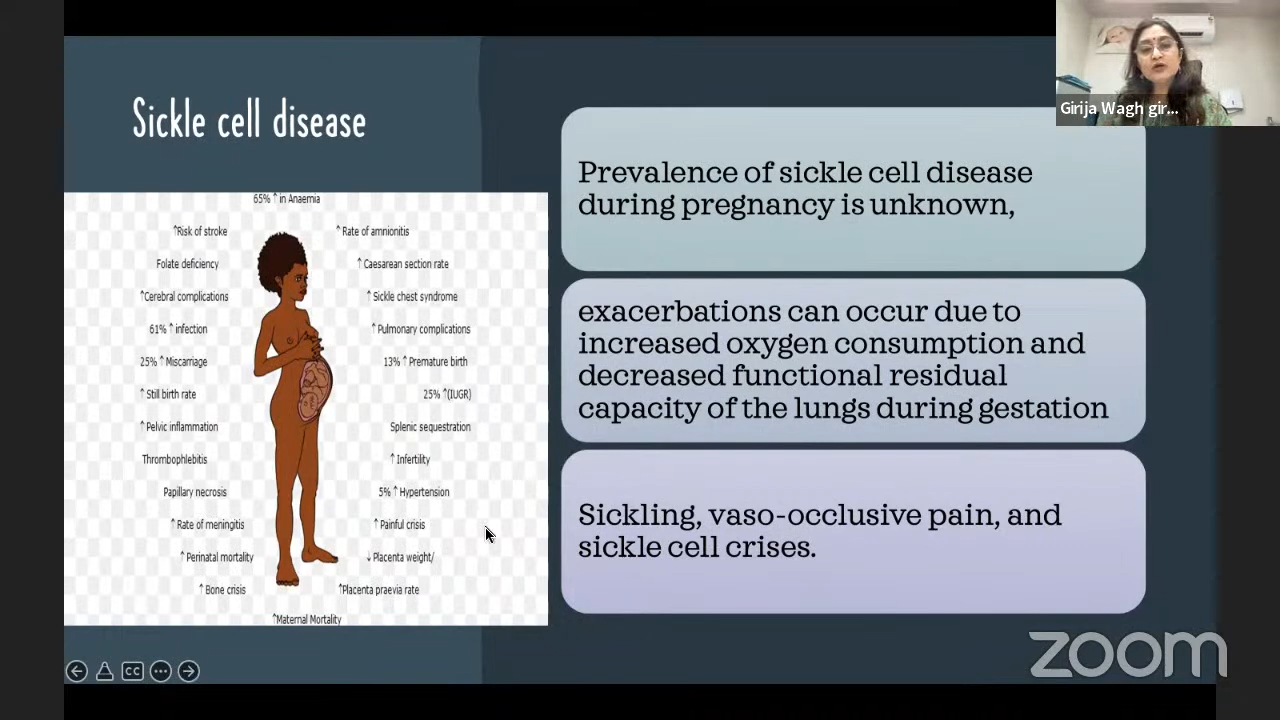 Sickle cell disease
65% ↑ in Anaemia
↑Risk of stroke
↑ Rate of amnionitis
Folate deficiency
↑ Caesarean section rate
↑Cerebral complications
↑ Sickle chest syndrome
61% ↑ infection
↑ Pulmonary complications
25% ↑ Miscarriage
13% ↑ Premature birth
↑ Still birth rate
25% ↑(IUGR)
↑ Pelvic inflammation
Splenic sequestration
Thrombophlebitis
↑ Infertility
Papillary necrosis
5% ↑ Hypertension
↑ Rate of meningitis
↑ Painful crisis
↑ Perinatal mortality
↓ Placenta weight/
↑ Bone crisis
↑Placenta praevia rate
↑Maternal Mortality
Prevalence of sickle cell disease
during pregnancy is unknown,
exacerbations can occur due to
increased oxygen consumption and
decreased functional residual
capacity of the lungs during gestation
Sickling, vaso-occlusive pain, and
sickle cell crises.
Girija Wagh gir...
CC
zoom